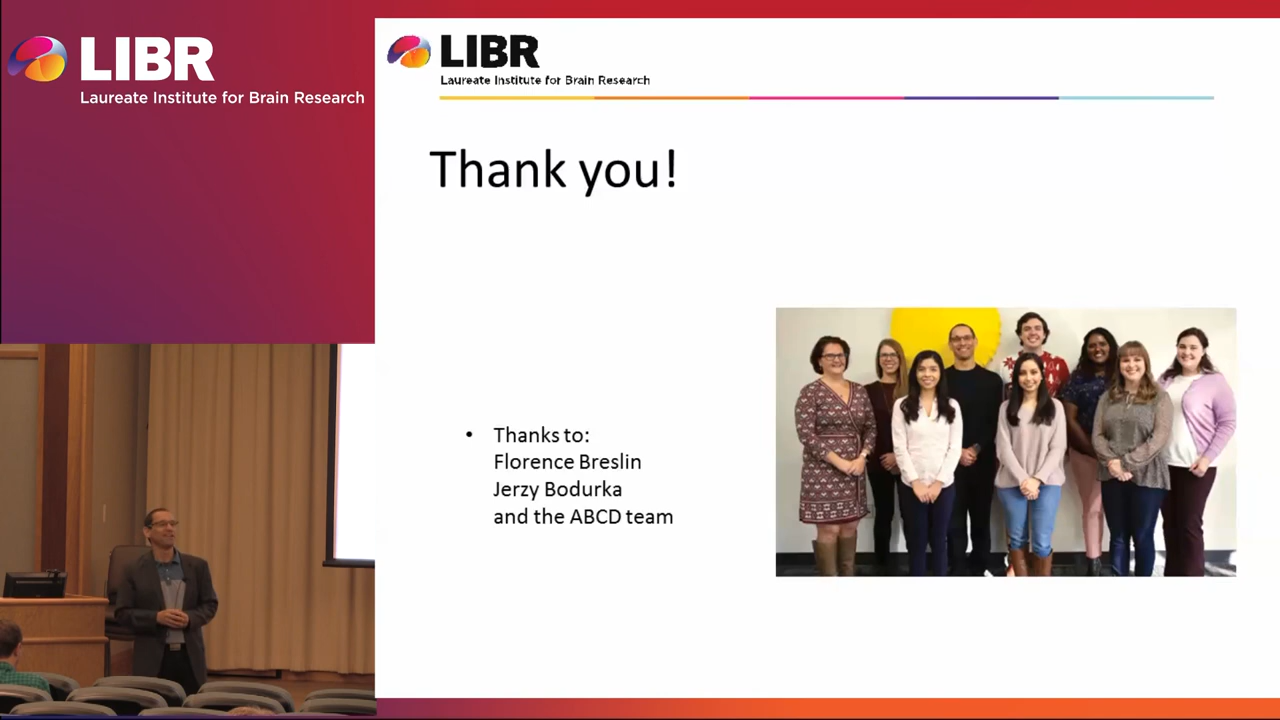 LIBR
Laureate Institute for Brain Research
LIBR
Laureate Institute for Brain Research
Thank you!
• Thanks to:
Florence Breslin
Jerzy Bodurka
and the ABCD team